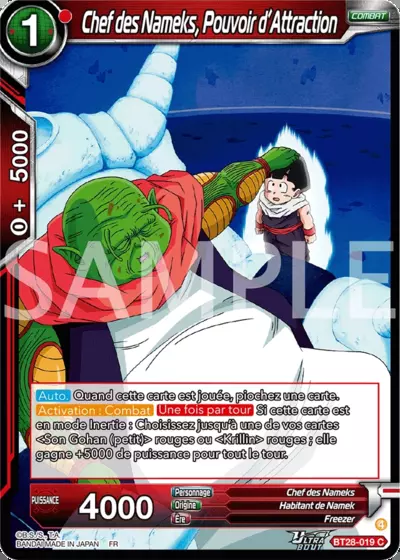 1
Chef des Nameks, Pouvoir d'Attraction
COMBAT
0 + 5000
SAMPLE
Auto. Quand cette carte est jouée, piochez une carte.
Activation : Combat Une fois par tour Si cette carte est
en mode Inertie : Choisissez jusqu'à une de vos cartes
<Son Gohan (petit)> rouges ou <Krillin> rouges ; elle
gagne +5000 de puissance pour tout le tour.
PUISSANCE 4000
Personnage Chef des Nameks
Origine Habitant de Namek
Ère Freezer
©B.S./S., T.A.
BANDAI MADE IN JAPAN FR
ULTRA BOUT
BT28-019 C